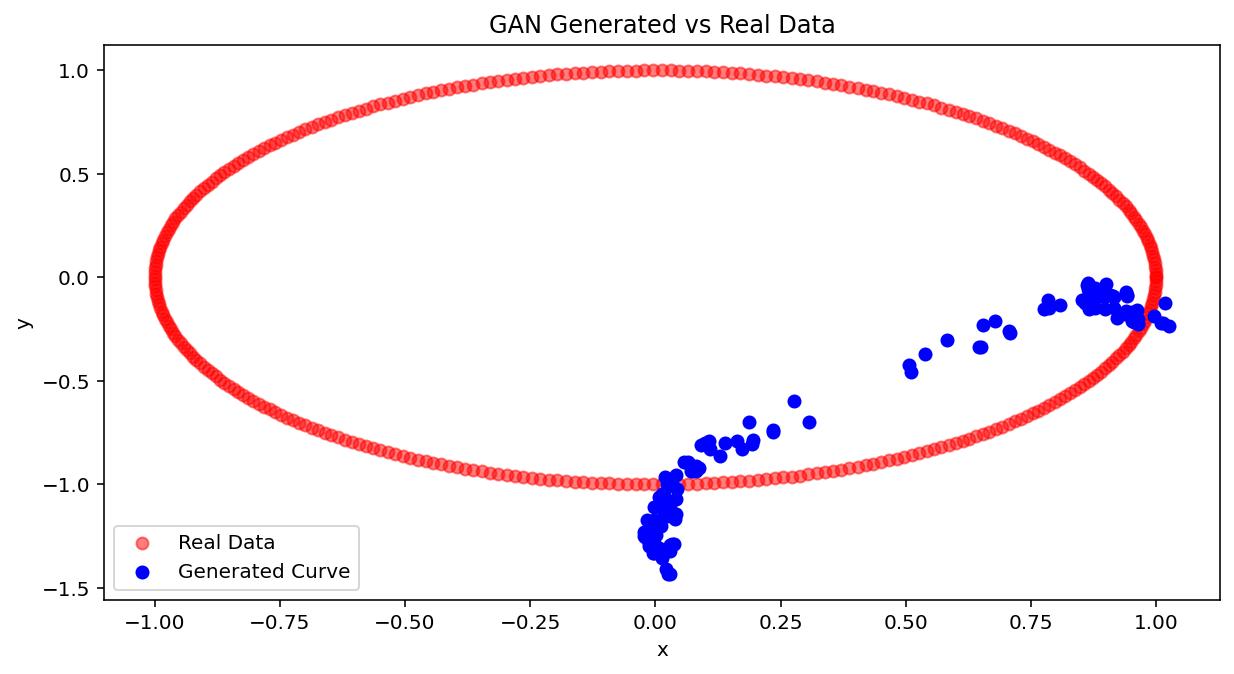 GAN Generated vs Real Data
1.0
0.5
0.0
−0.5
−1.0
−1.5
y
Real Data
Generated Curve
−1.00 −0.75 −0.50 −0.25 0.00 0.25 0.50 0.75 1.00
x